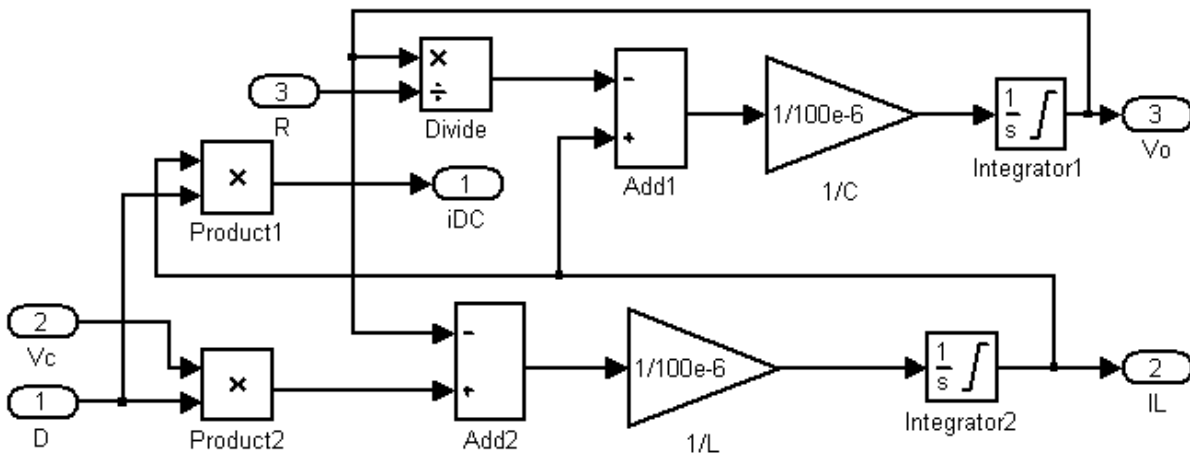 ×
÷
Divide
3
R
-
+
Add1
1/100e-6
1/C
1
s
Integrator1
3
Vo
×
Product1
1
iDC
2
Vc
1
D
×
Product2
-
+
Add2
1/100e-6
1/L
1
s
Integrator2
2
IL